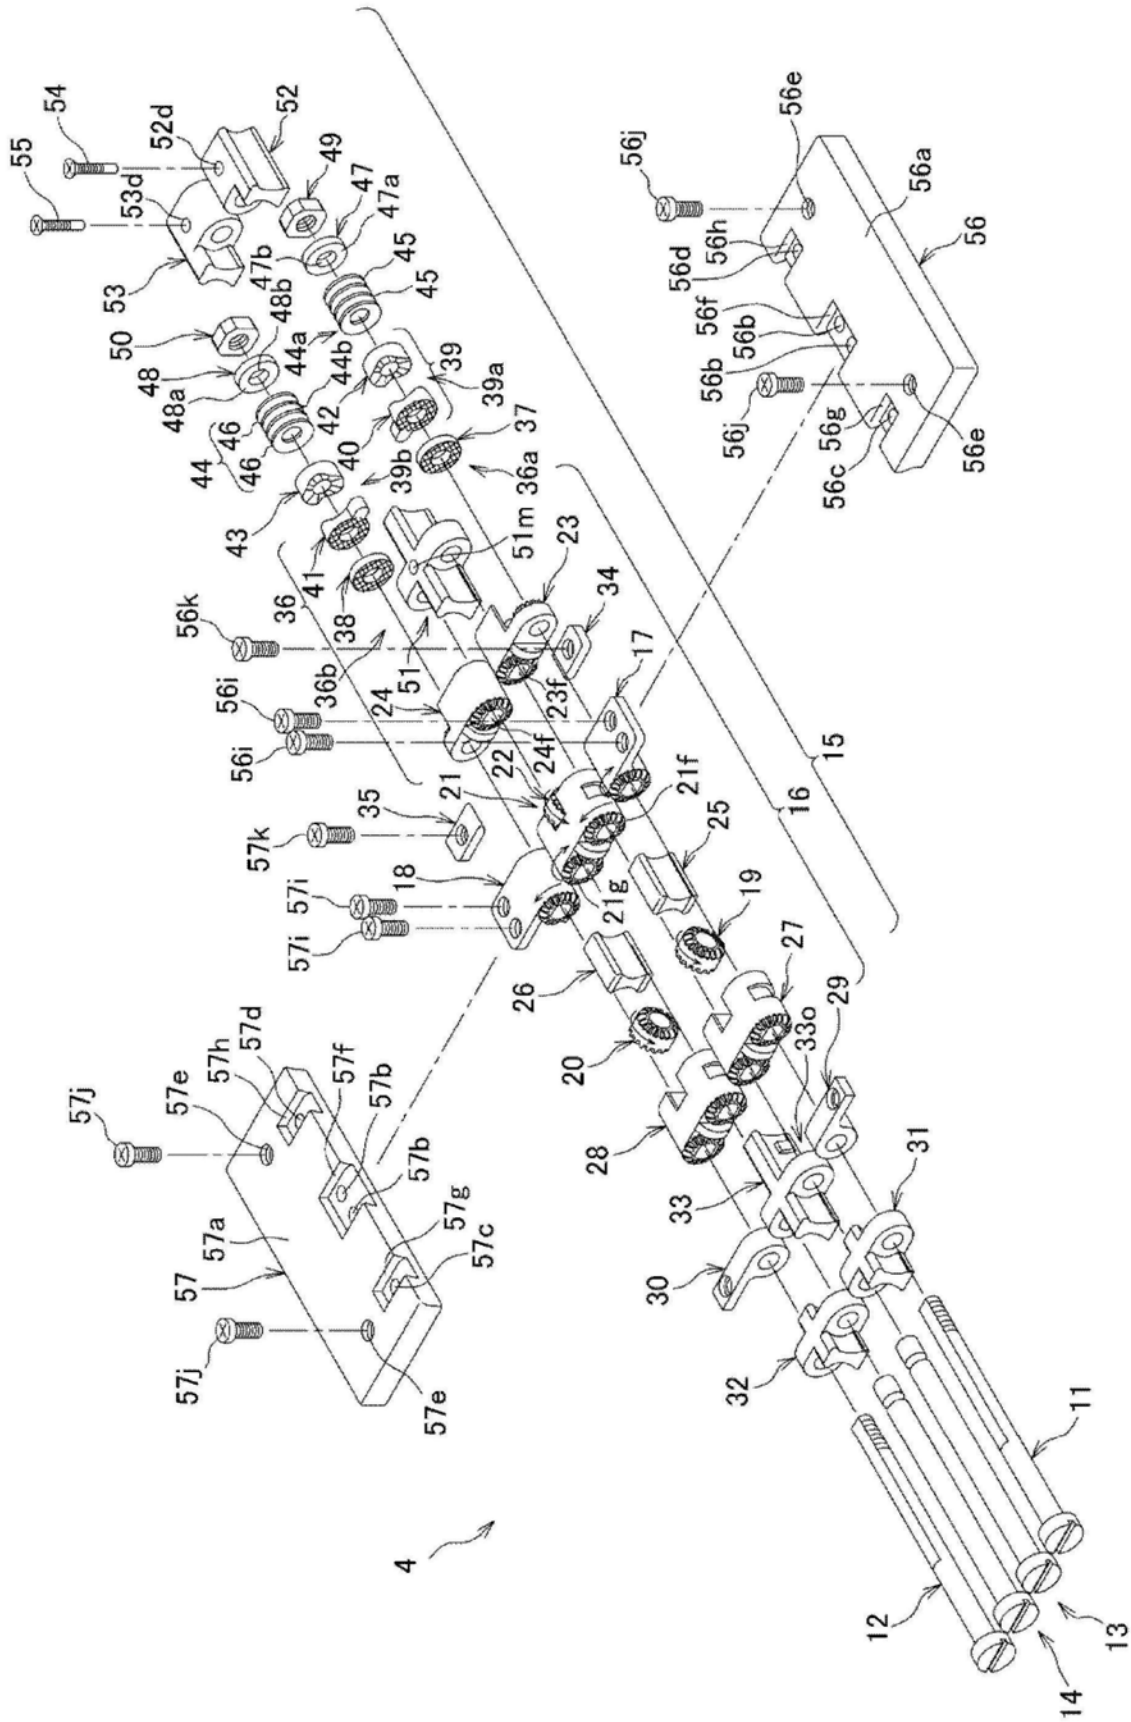 55
54
53d
52d
53
52
50
49
48
48b
48a
47b
47
47a
44
46
46
44a
44b
45
45
43
42
39
39a
41
40
39b
37
38
36
36a
36b
51
51m
56k
56i
56i
24
24f
23
23f
34
17
22
21
21f
21g
35
57k
18
57i
57i
25
26
19
20
27
28
16
15
33o
29
33
30
31
32
12
11
14
13
4
56j
56e
56h
56d
56f
56b
56b
56a
56
56j
56g
56c
56e
57j
57e
57h
57d
57f
57b
57b
57g
57c
57a
57
57j
57e